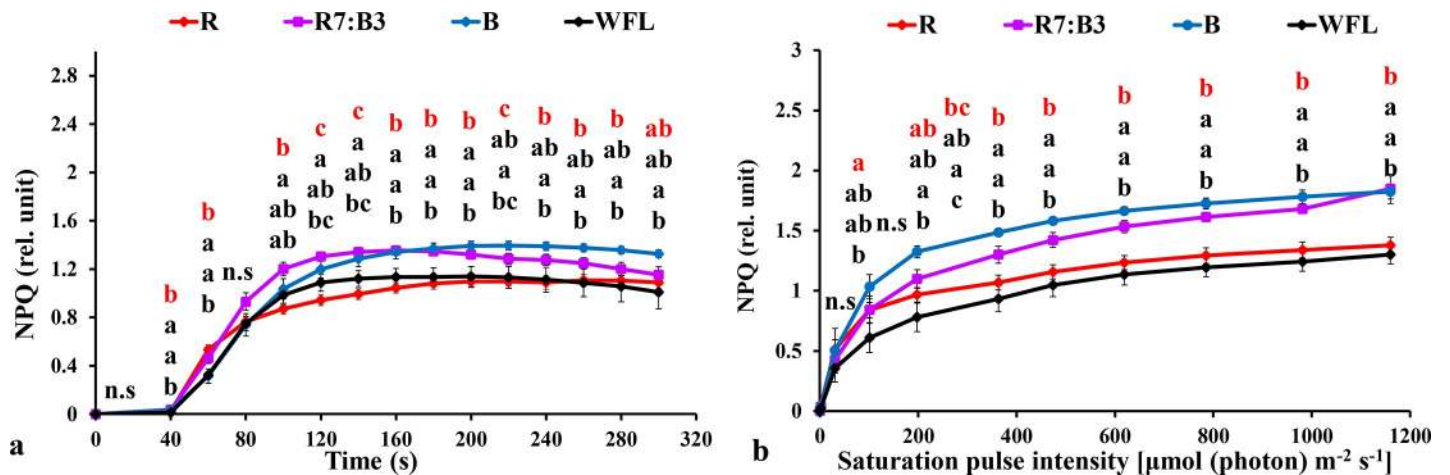 R R7:B3 B WFL
NPQ (rel. unit)
2.8
2.4
2
1.6
1.2
0.8
0.4
0
n.s
b
a
a
b
b
a
a
b
n.s
b
a
ab
ab
c
a
ab
bc
c
a
ab
bc
b
a
a
b
b
a
a
b
b
a
a
b
c
ab
a
bc
b
ab
a
b
b
a
ab
b
b
a
a
b
ab
a
a
b
0 40 80 120 160 200 240 280 320
Time (s)
a
R R7:B3 B WFL
NPQ (rel. unit)
3
2.5
2
1.5
1
0.5
0
n.s
a
ab
ab
b
n.s
ab
ab
a
b
bc
ab
a
c
b
a
a
b
b
a
a
b
b
a
a
b
b
a
a
b
b
a
a
b
b
a
a
b
0 200 400 600 800 1000 1200
Saturation pulse intensity [µmol (photon) m⁻² s⁻¹]
b